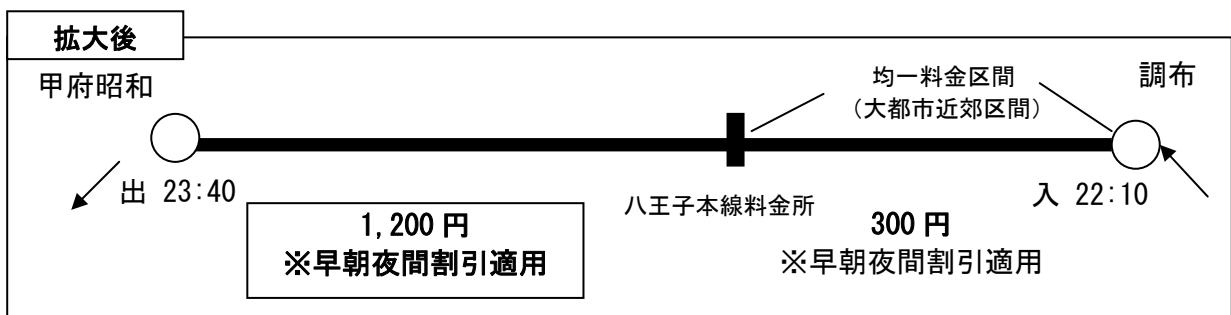 拡大後
甲府昭和
均一料金区間
（大都市近郊区間）
調布
出 23:40
八王子本線料金所
入 22:10
1,200 円
※早朝夜間割引適用
300 円
※早朝夜間割引適用